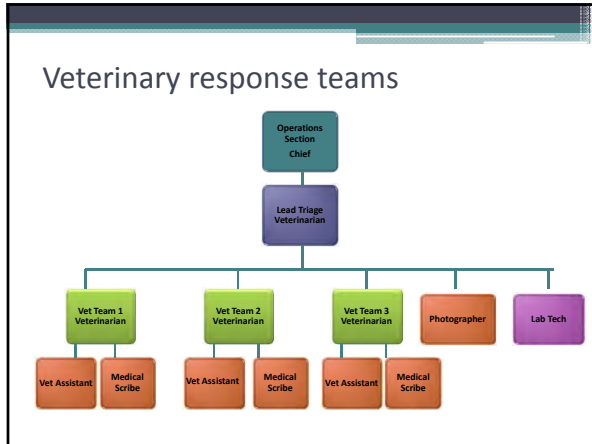 Veterinary response teams
Operations
Section
Chief
Lead Triage
Veterinarian
Vet Team 1
Veterinarian
Vet Team 2
Veterinarian
Vet Team 3
Veterinarian
Photographer
Lab Tech
Vet Assistant
Medical
Scribe
Vet Assistant
Medical
Scribe
Vet Assistant
Medical
Scribe